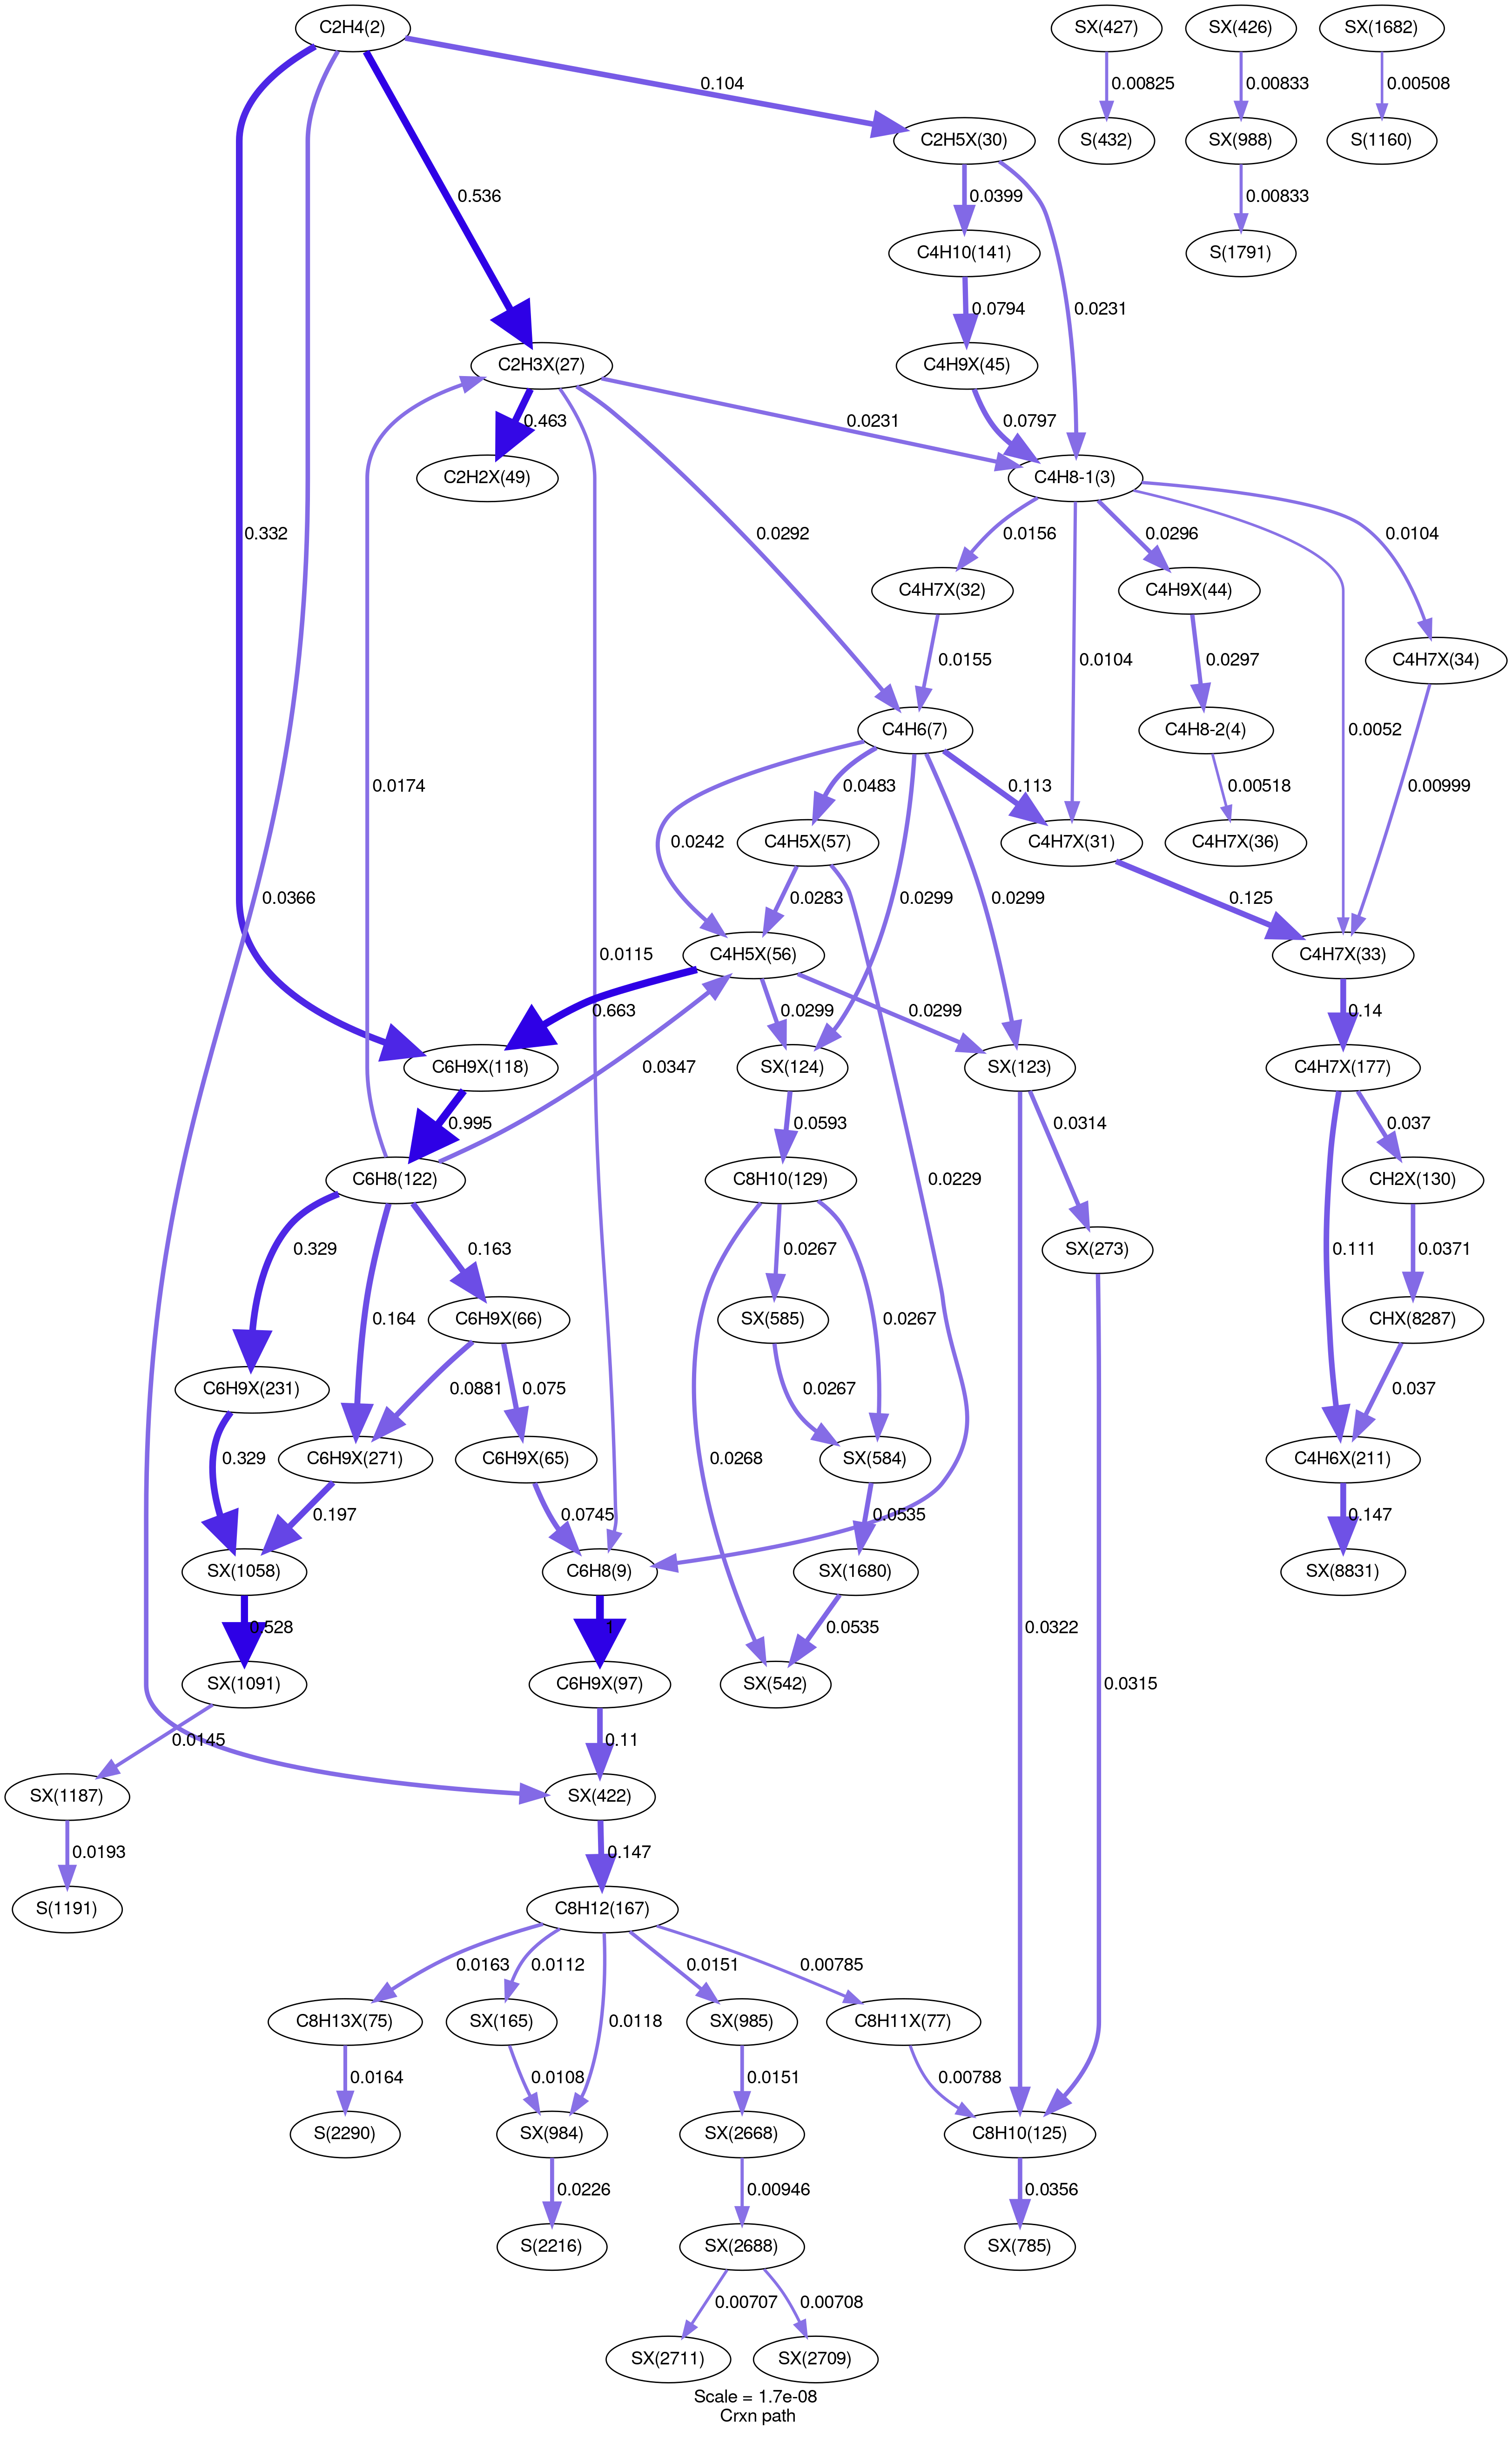 C2H4(2)
SX(427)
SX(426)
SX(1682)
0.104
0.00825
0.00833
0.00508
C2H5X(30)
S(432)
SX(988)
S(1160)
0.536
0.0399
0.00833
C4H10(141)
S(1791)
0.0794
0.0231
C2H3X(27)
C4H9X(45)
0.463
0.0231
0.0797
C2H2X(49)
C4H8-1(3)
0.332
0.0292
0.0156
0.0296
0.0104
C4H7X(32)
C4H9X(44)
0.0155
0.0104
0.0297
C4H7X(34)
C4H6(7)
C4H8-2(4)
0.0052
0.0174
0.0483
0.113
0.00518
0.00999
0.0242
C4H5X(57)
C4H7X(31)
C4H7X(36)
0.0366
0.0283
0.0299
0.0299
0.125
0.0115
C4H5X(56)
C4H7X(33)
0.663
0.0299
0.0299
0.14
C6H9X(118)
0.0347
SX(124)
SX(123)
C4H7X(177)
0.995
0.0593
0.0314
0.037
C6H8(122)
C8H10(129)
0.0229
CH2X(130)
0.329
0.163
0.0267
SX(273)
0.111
0.0371
0.164
C6H9X(66)
SX(585)
0.0267
CHX(8287)
C6H9X(231)
0.0881
0.075
0.0267
0.037
0.329
C6H9X(271)
C6H9X(65)
0.0268
SX(584)
C4H6X(211)
0.197
0.0745
0.0535
0.147
SX(1058)
C6H8(9)
SX(1680)
SX(8831)
0.528
1
0.0535
0.0322
0.0315
SX(1091)
C6H9X(97)
SX(542)
0.0145
0.11
SX(1187)
SX(422)
0.0193
0.147
S(1191)
C8H12(167)
0.0163
0.0112
0.0151
0.00785
C8H13X(75)
SX(165)
0.0118
SX(985)
C8H11X(77)
0.0164
0.0108
0.0151
0.00788
S(2290)
SX(984)
SX(2668)
C8H10(125)
0.0226
0.00946
0.0356
S(2216)
SX(2688)
SX(785)
0.00707
0.00708
SX(2711)
SX(2709)
Scale = 1.7e-08
Crxn path